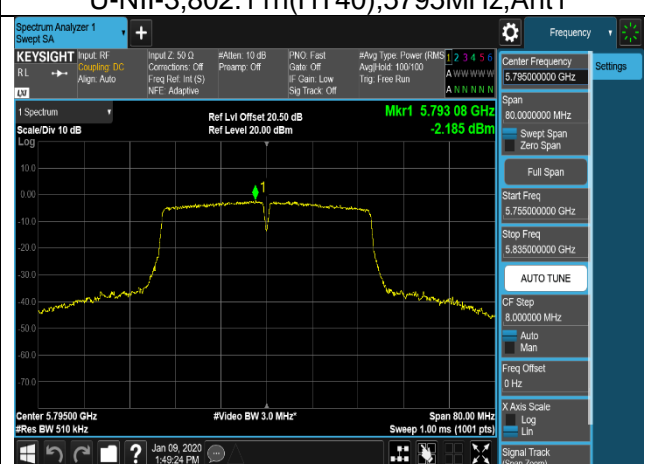 U-NII-3,802.11n(HT40),5795MHz,Ant1
Spectrum Analyzer 1
Swept SA
Frequency
KEYSIGHT
RL
Input: RF
Coupling: DC
Align: Auto
Input Z: 50 Ω
Corrections: Off
Freq Ref: Int (S)
NFE: Adaptive
#Atten: 10 dB
Preamp: Off
PNO: Fast
Gate: Off
IF Gain: Low
Sig Track: Off
#Avg Type: Power (RMS
Avg|Hold: 100/100
Trig: Free Run
1 2 3 4 5 6
A W W W W W
A N N N N N
1 Spectrum
Scale/Div 10 dB
Log
Ref Lvl Offset 20.50 dB
Ref Level 20.00 dBm
Mkr1 5.793 08 GHz
-2.185 dBm
1
10.0
0.00
-10.0
-20.0
-30.0
-40.0
-50.0
-60.0
-70.0
Center 5.79500 GHz
#Res BW 510 kHz
#Video BW 3.0 MHz*
Span 80.00 MHz
Sweep 1.00 ms (1001 pts)
Center Frequency
5.795000000 GHz
Settings
Span
80.0000000 MHz
Swept Span
Zero Span
Full Span
Start Freq
5.755000000 GHz
Stop Freq
5.835000000 GHz
AUTO TUNE
CF Step
8.000000 MHz
Auto
Man
Freq Offset
0 Hz
X Axis Scale
Log
Lin
Signal Track
(Span Zoom)
Jan 09, 2020
1:49:24 PM